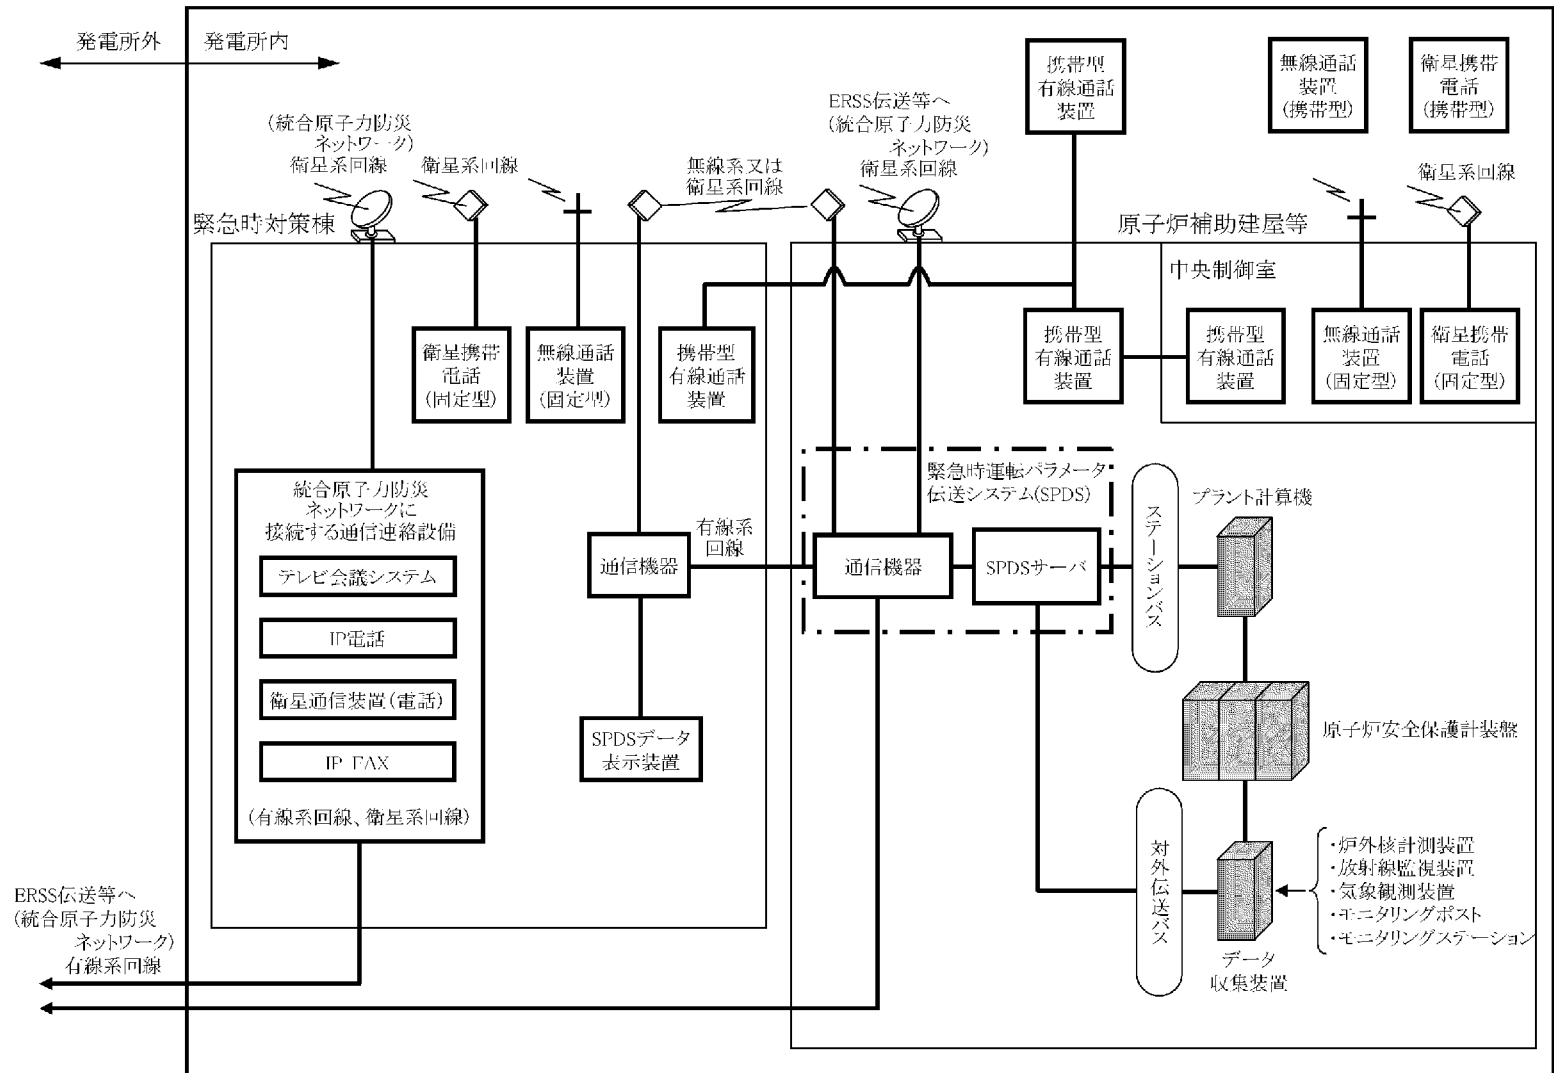 発電所外
発電所内
(統合原子力防災
ネットワーク)
衛星系回線
衛星系回線
無線系又は
衛星系回線
ERSS伝送等へ
(統合原子力防災
ネットワーク)
衛星系回線
携帯型
有線通話
装置
無線通話
装置
(携帯型)
衛星携帯
電話
(携帯型)
衛星系回線
緊急時対策棟
原子炉補助建屋等
中央制御室
衛星携帯
電話
(固定型)
無線通話
装置
(固定型)
携帯型
有線通話
装置
携帯型
有線通話
装置
携帯型
有線通話
装置
無線通話
装置
(固定型)
衛星携帯
電話
(固定型)
統合原子力防災
ネットワークに
接続する通信連絡設備
テレビ会議システム
IP電話
衛星通信装置(電話)
IP-FAX
(有線系回線、衛星系回線)
通信機器
有線系
回線
SPDSデータ
表示装置
緊急時運転パラメータ
伝送システム(SPDS)
通信機器
SPDSサーバ
ステーションバス
プラント計算機
原子炉安全保護計装盤
対外伝送バス
データ
収集装置
・炉外核計測装置
・放射線監視装置
・気象観測装置
・モニタリングポスト
・モニタリングステーション
ERSS伝送等へ
(統合原子力防災
ネットワーク)
有線系回線